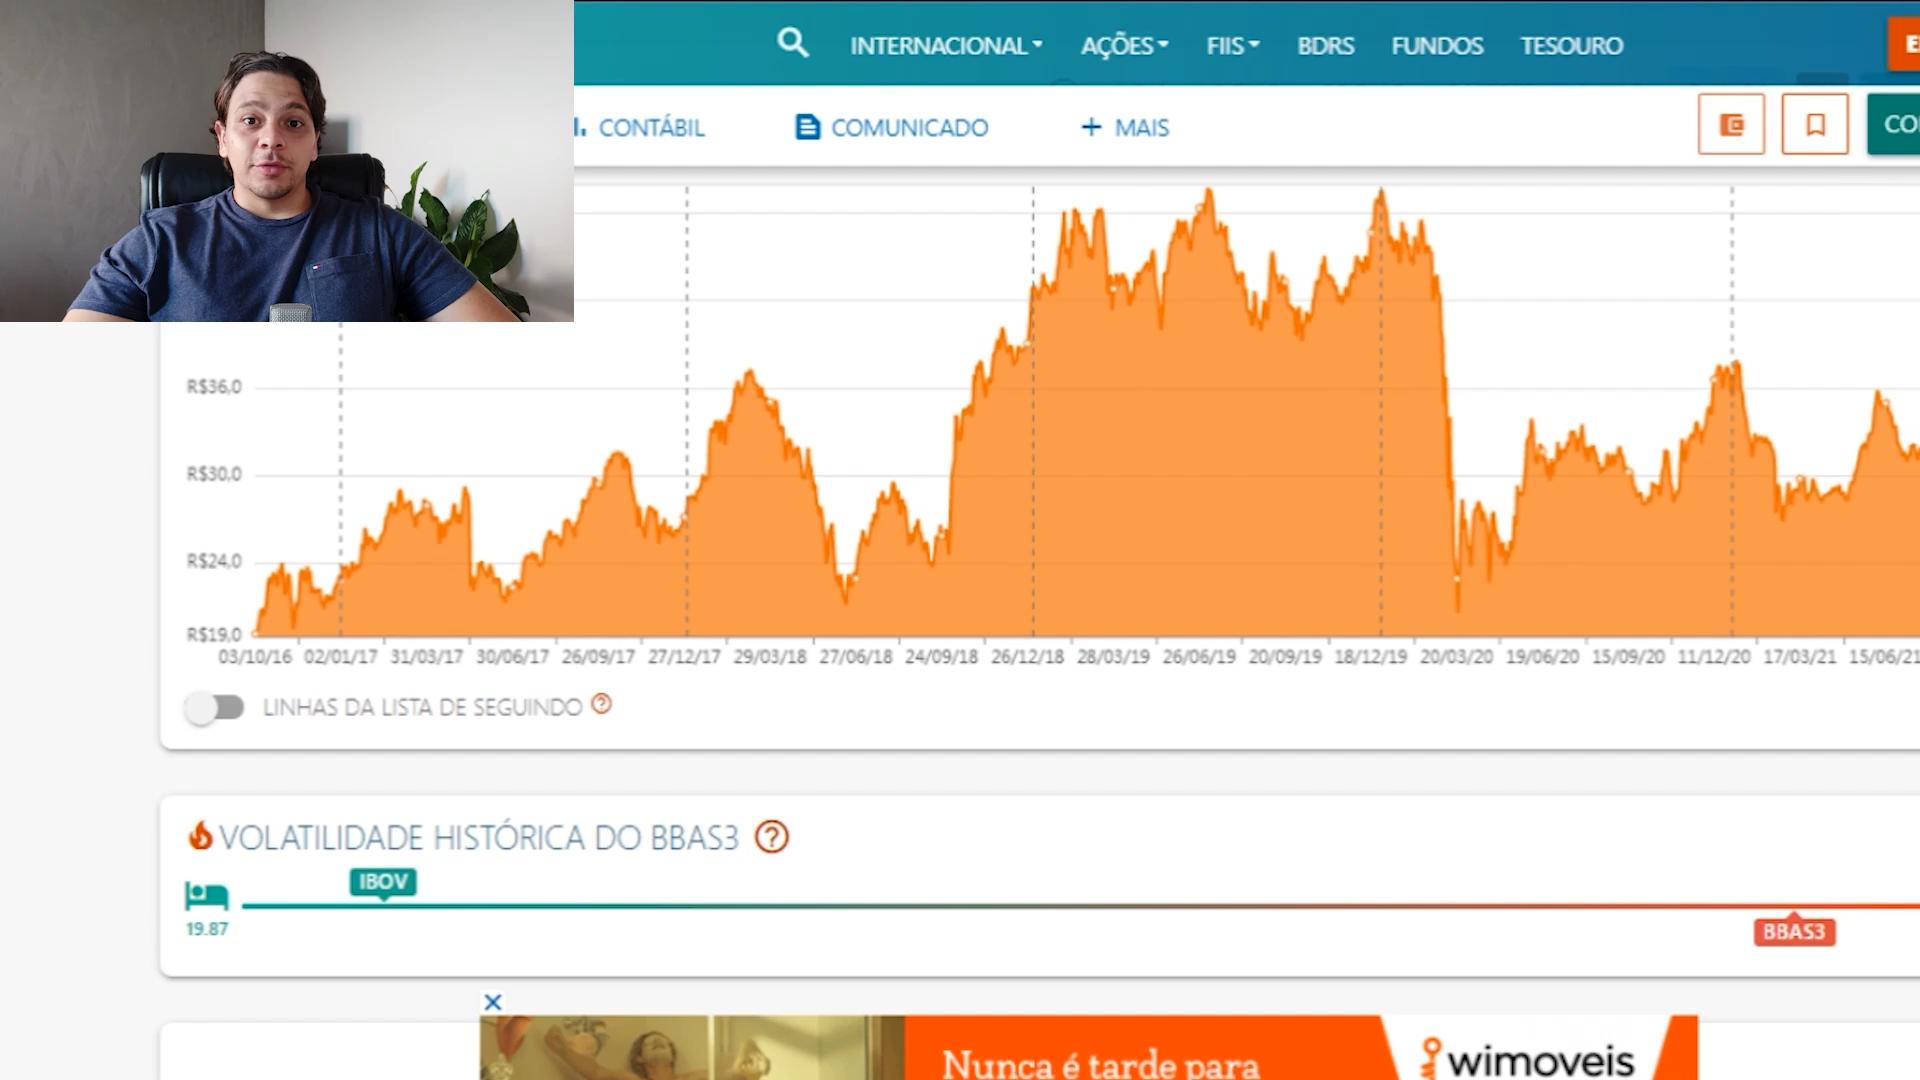 INTERNACIONAL AÇÕES FIIS BDRS FUNDOS TESOURO
CONTÁBIL COMUNICADO + MAIS
R$36,0
R$30,0
R$24,0
R$19,0
03/10/16 02/01/17 31/03/17 30/06/17 26/09/17 27/12/17 29/03/18 27/06/18 24/09/18 26/12/18 28/03/19 26/06/19 20/09/19 18/12/19 20/03/20 19/06/20 15/09/20 11/12/20 17/03/21 15/06/21
LINHAS DA LISTA DE SEGUINDO ?
VOLATILIDADE HISTÓRICA DO BBAS3 ?
IBOV
19.87
BBAS3
Nunca é tarde para
wimoveis